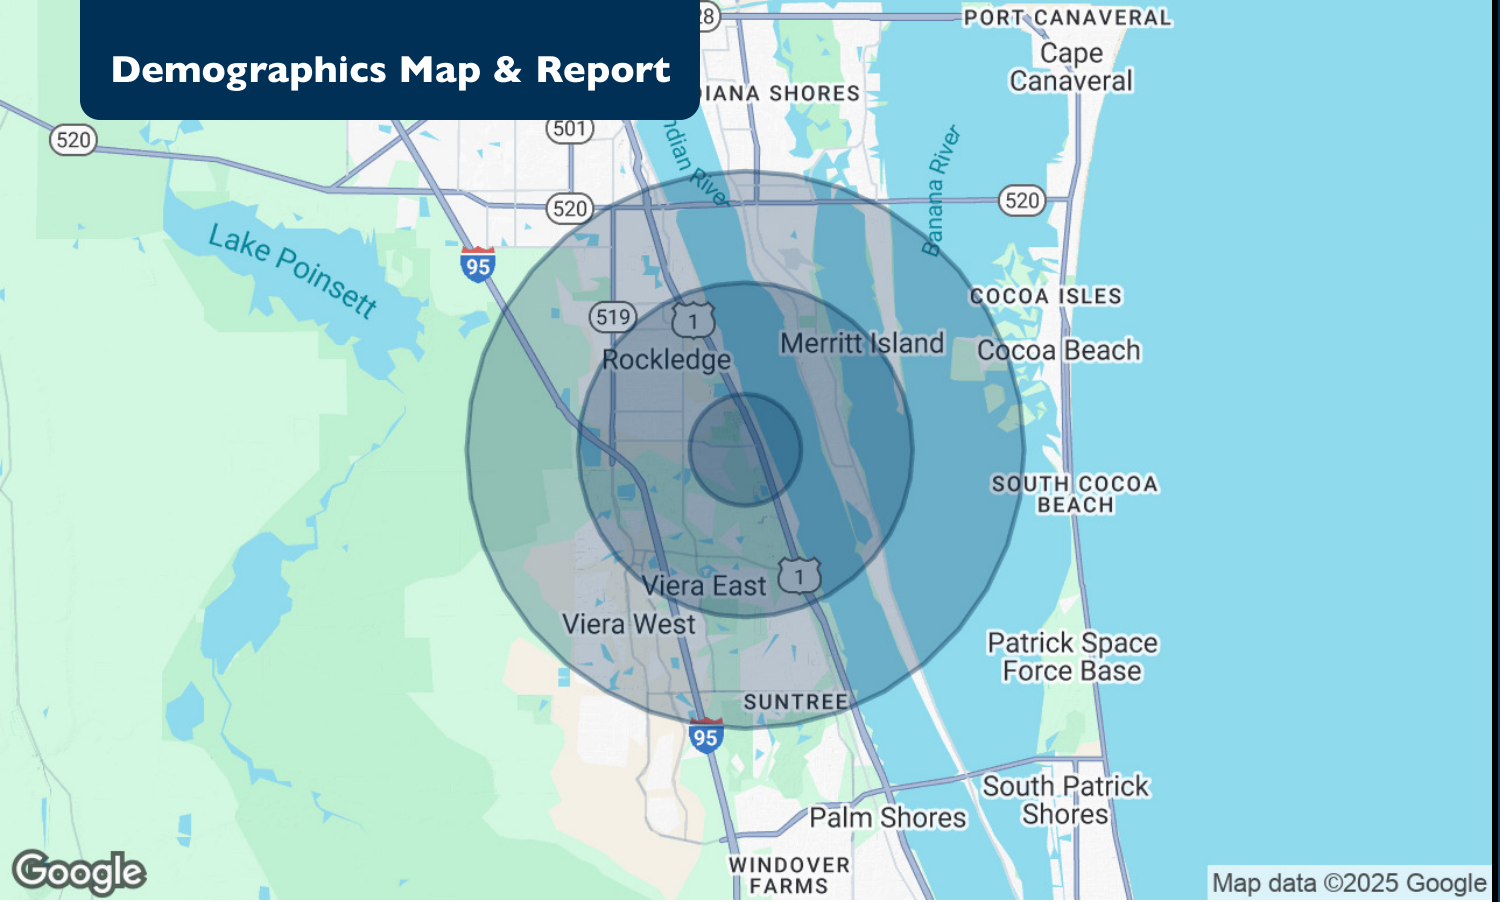 Demographics Map & Report
28
PORT CANAVERAL
Cape
Canaveral
DIANA SHORES
520
501
Indian River
Banana River
520
520
Lake Poinsett
95
COCOA ISLES
519
1
Rockledge
Merritt Island
Cocoa Beach
SOUTH COCOA
BEACH
Viera East
1
Viera West
Patrick Space
Force Base
SUNTREE
95
South Patrick
Shores
Palm Shores
WINDOVER
FARMS
Google
Map data ©2025 Google